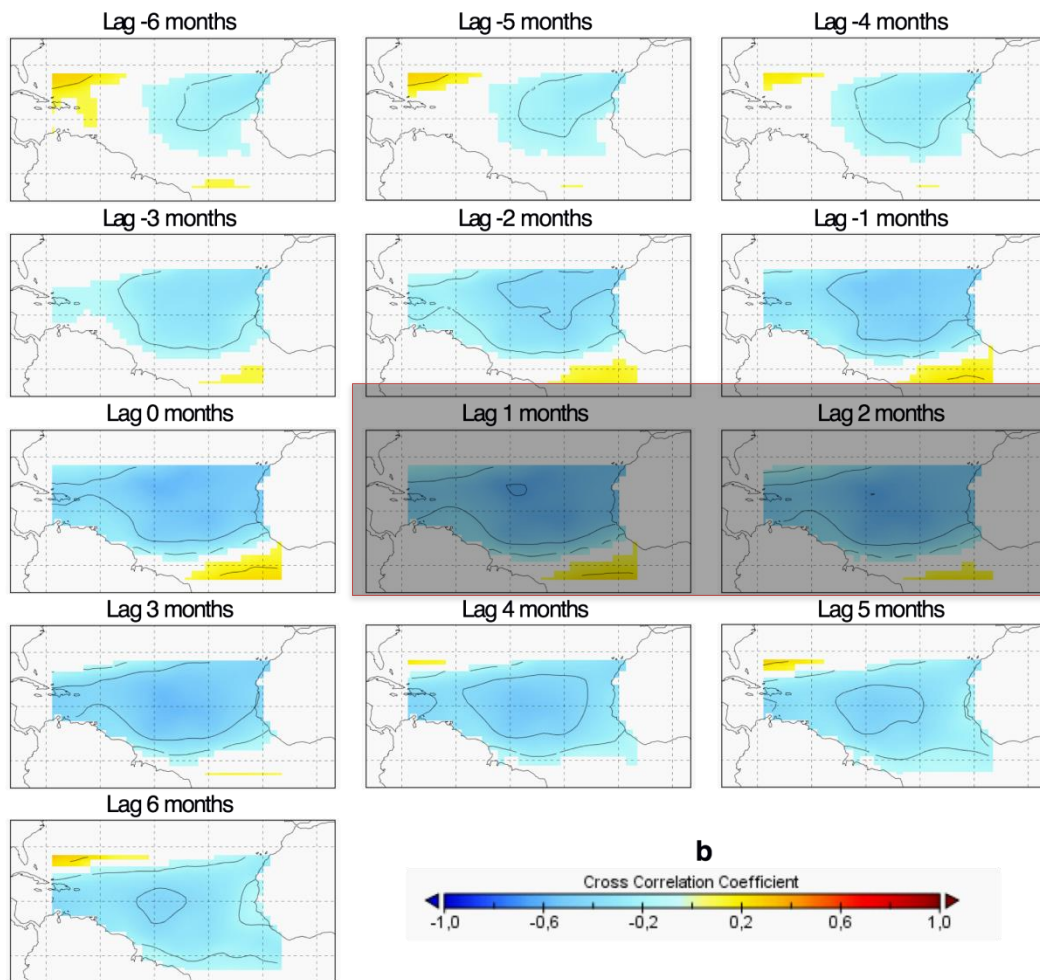 Lag -6 months
Lag -5 months
Lag -4 months
Lag -3 months
Lag -2 months
Lag -1 months
Lag 0 months
Lag 1 months
Lag 2 months
Lag 3 months
Lag 4 months
Lag 5 months
Lag 6 months
b
Cross Correlation Coefficient
-1,0 -0,6 -0,2 0,2 0,6 1,0